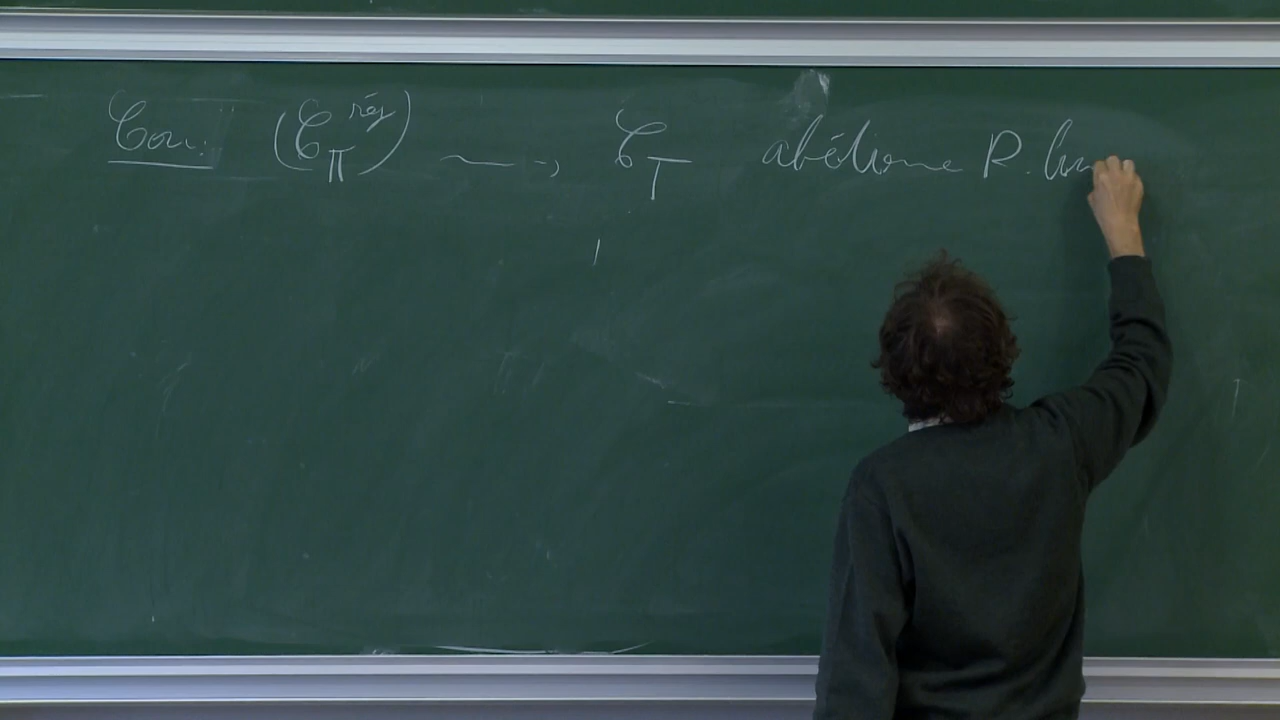 Cor: (𝒞_Π^rég) ⇝ 𝒞_T abélienne R.